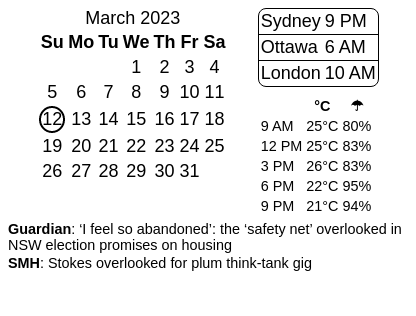 March 2023
Su Mo Tu We Th Fr Sa
1 2 3 4
5 6 7 8 9 10 11
12 13 14 15 16 17 18
19 20 21 22 23 24 25
26 27 28 29 30 31
Sydney 9 PM
Ottawa 6 AM
London 10 AM
°C ☂
9 AM 25°C 80%
12 PM 25°C 83%
3 PM 26°C 83%
6 PM 22°C 95%
9 PM 21°C 94%
Guardian: ‘I feel so abandoned’: the ‘safety net’ overlooked in
NSW election promises on housing
SMH: Stokes overlooked for plum think-tank gig